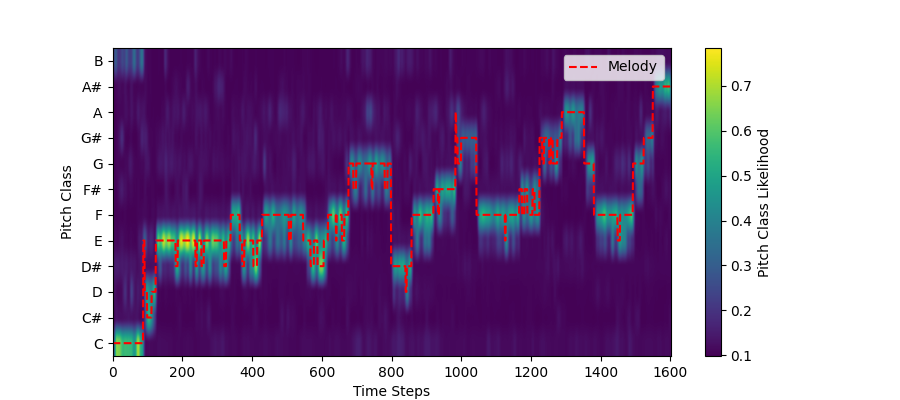 Melody
B
A#
A
G#
G
F#
F
E
D#
D
C#
C
Pitch Class
0 200 400 600 800 1000 1200 1400 1600
Time Steps
0.7
0.6
0.5
0.4
0.3
0.2
0.1
Pitch Class Likelihood